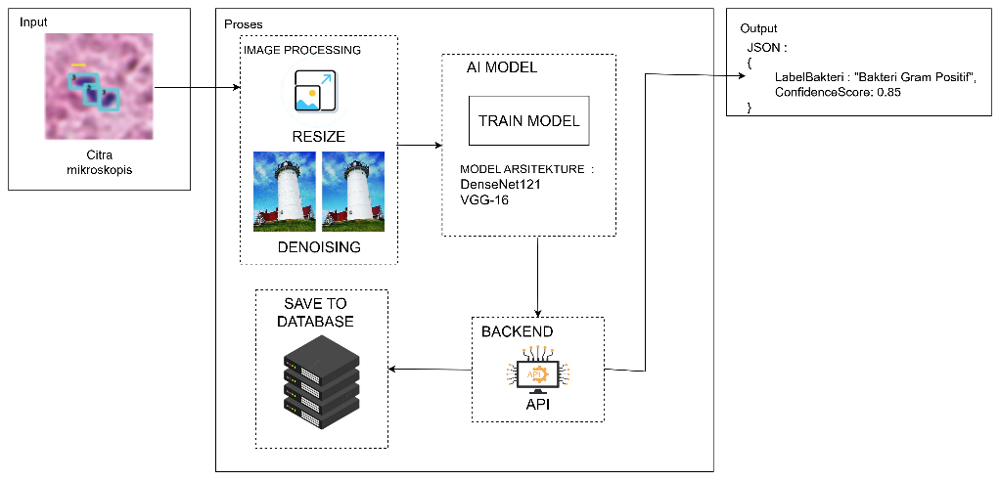 Input
Citra
mikroskopis
Proses
IMAGE PROCESSING
RESIZE
DENOISING
AI MODEL
TRAIN MODEL
MODEL ARSITEKTURE :
DenseNet121
VGG-16
SAVE TO
DATABASE
BACKEND
API
API
Output
JSON :
{
LabelBakteri : "Bakteri Gram Positif",
ConfidenceScore: 0.85
}